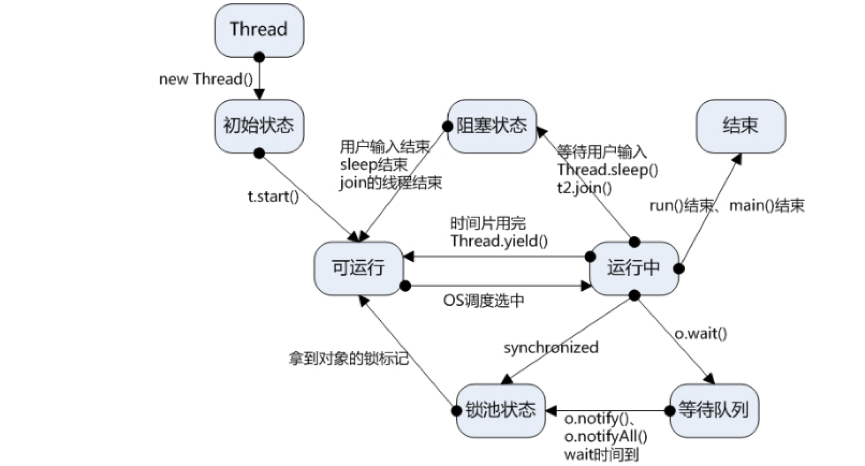 Thread
new Thread()
初始状态
阻塞状态
结束
用户输入结束
sleep结束
join的线程结束
等待用户输入
Thread.sleep()
t2.join()
t.start()
run()结束、main()结束
时间片用完
Thread.yield()
可运行
运行中
OS调度选中
拿到对象的锁标记
synchronized
o.wait()
锁池状态
等待队列
o.notify()、
o.notifyAll()
wait时间到